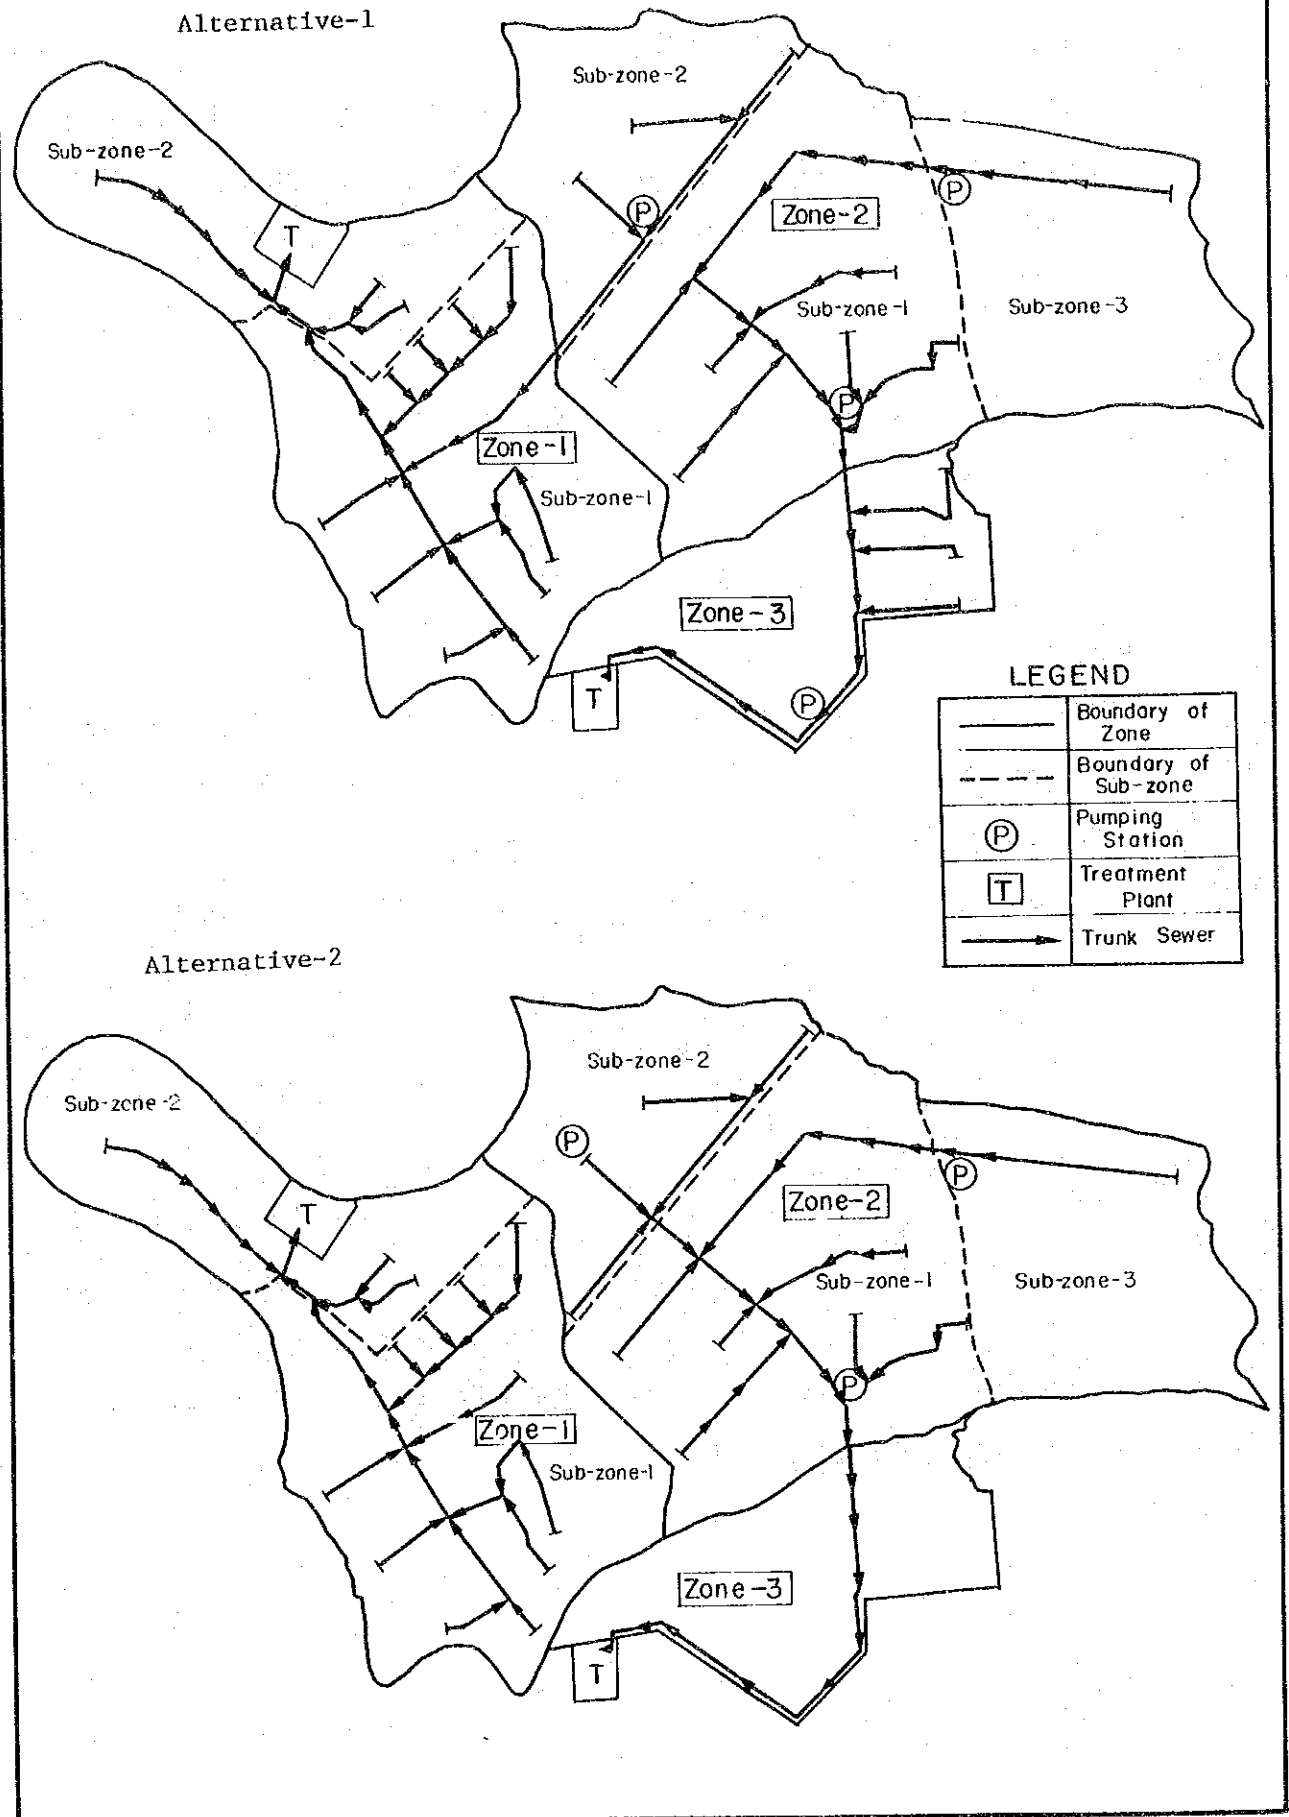 Alternative-1
Sub-zone-2
Sub-zone-2
T
P
P
Zone-2
Sub-zone-1
Sub-zone-3
P
Zone-1
Sub-zone-1
Zone-3
P
T
LEGEND
Boundary of
Zone
Boundary of
Sub-zone
P
Pumping
Station
T
Treatment
Plant
Trunk Sewer
Alternative-2
Sub-zone-2
Sub-zone-2
P
P
T
Zone-2
Sub-zone-1
Sub-zone-3
P
Zone-1
Sub-zone-1
Zone-3
T